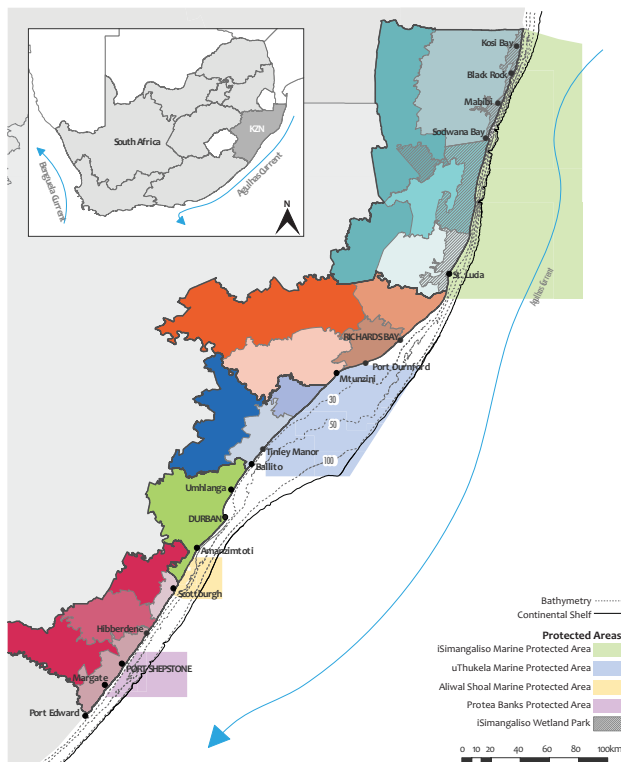 Kosi Bay
Black Rock
Mabibi
Sodwana Bay
South Africa
KZN
Benguela Current
Agulhas Current
N
St. Lucia
Agulhas Current
RICHARDS BAY
Port Durnford
Mtunzini
30
50
100
Tinley Manor
Ballito
Umhlanga
DURBAN
Amanzimtoti
Scottburgh
Hibberdene
PORT SHEPSTONE
Margate
Port Edward
Bathymetry
Continental Shelf
Protected Areas
iSimangaliso Marine Protected Area
uThukela Marine Protected Area
Aliwal Shoal Marine Protected Area
Protea Banks Protected Area
iSimangaliso Wetland Park
0 10 20 40 60 80 100km